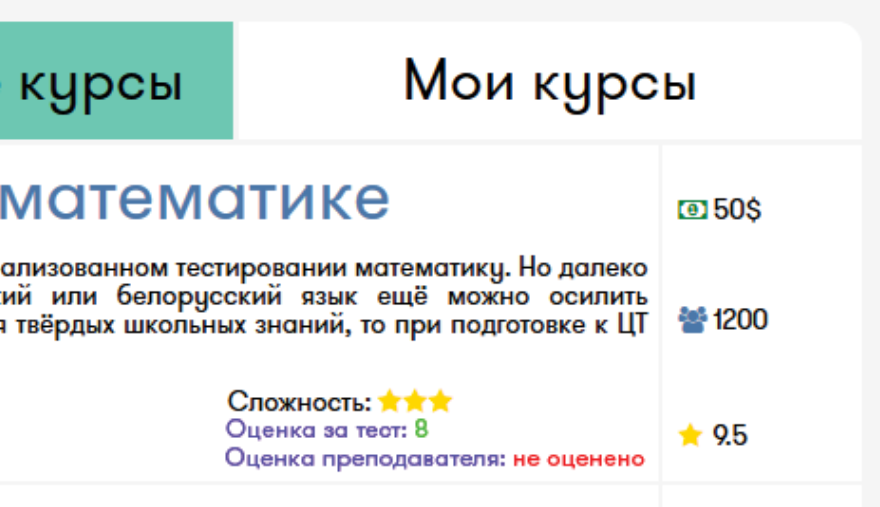 курсы
Мои курсы
математике
50$
ализованном тестировании математику. Но далеко
кий или белорусский язык ещё можно осилить
я твёрдых школьных знаний, то при подготовке к ЦТ
1200
Сложность:
Оценка за тест: 8
Оценка преподавателя: не оценено
9.5